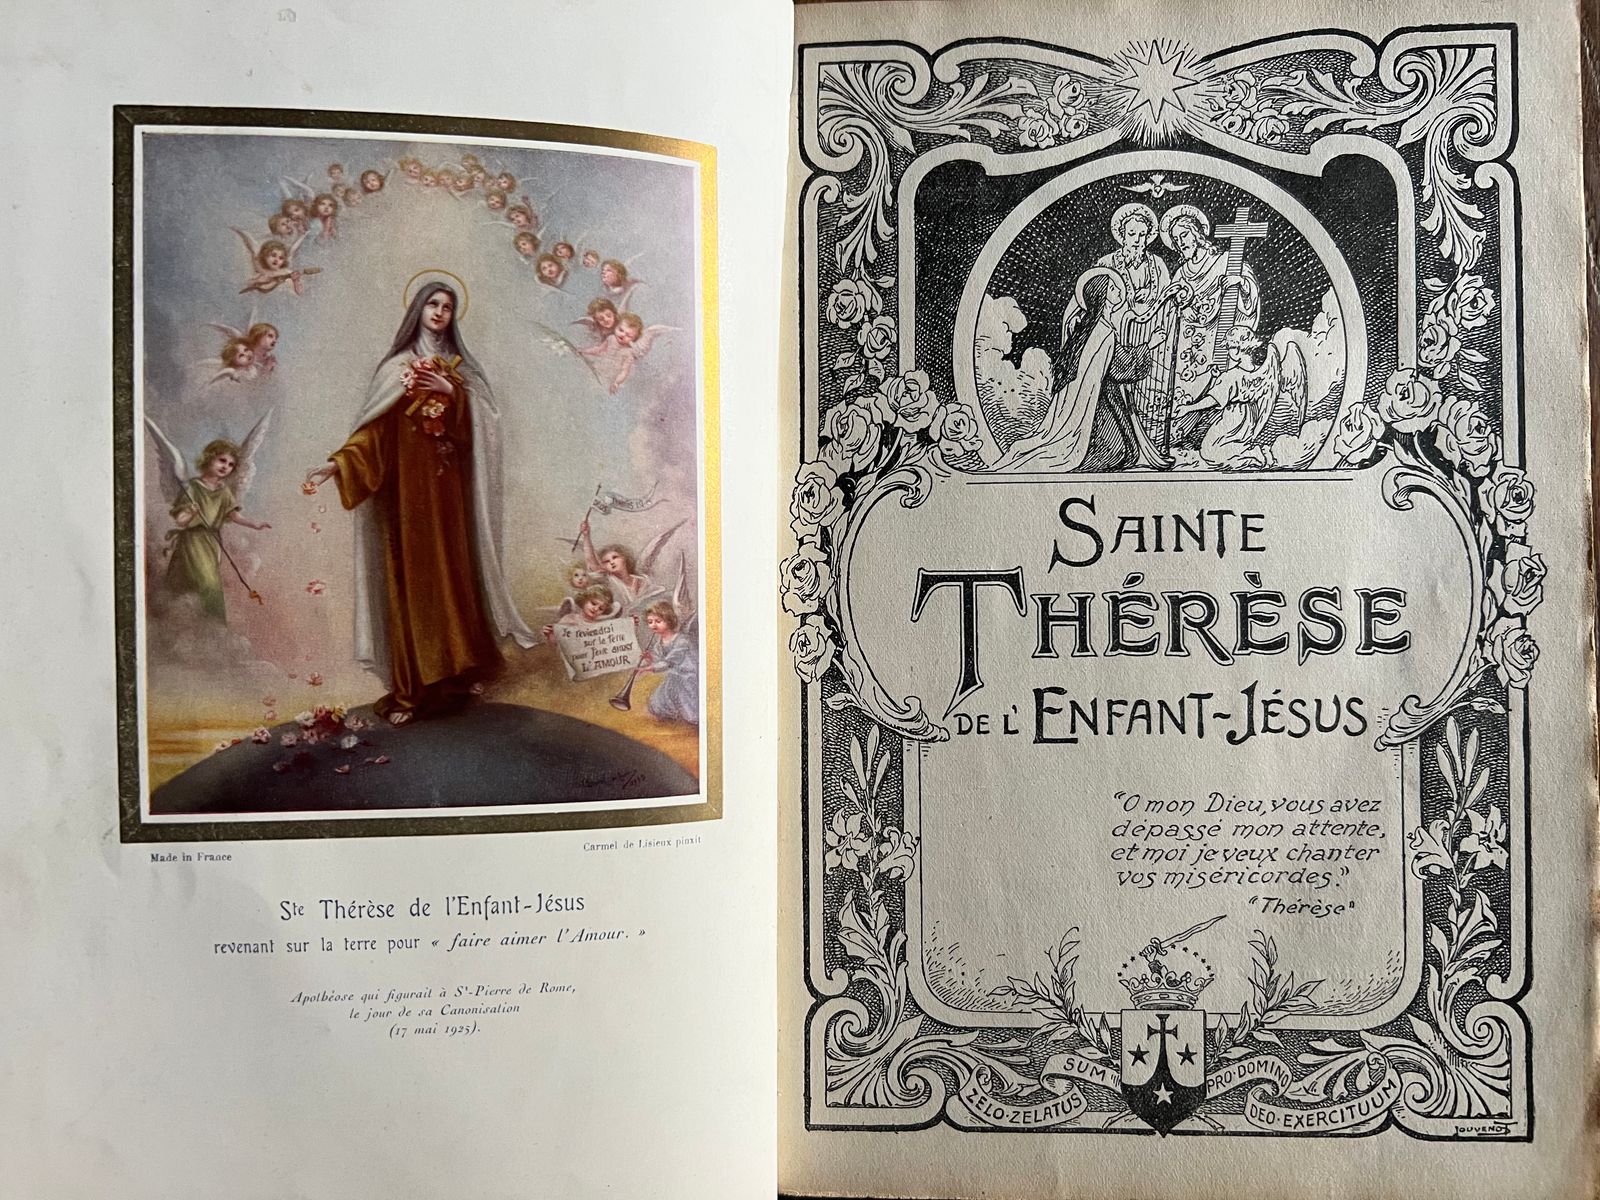 Je reviendrai
sur la Terre
pour faire aimer
L'AMOUR
Made in France
Carmel de Lisieux pinxit
Ste Thérèse de l'Enfant-Jésus
revenant sur la terre pour « faire aimer l'Amour. »
Apothéose qui figurait à St-Pierre de Rome,
le jour de sa Canonisation
(17 mai 1925).
SAINTE
THÉRÈSE
DE L'ENFANT-JÉSUS
"O mon Dieu, vous avez
dépassé mon attente,
et moi je veux chanter
vos miséricordes."
"Thérèse"
ZELO·ZELATUS
SUM
PRO·DOMINO
DEO·EXERCITUUM
JOUVENOT